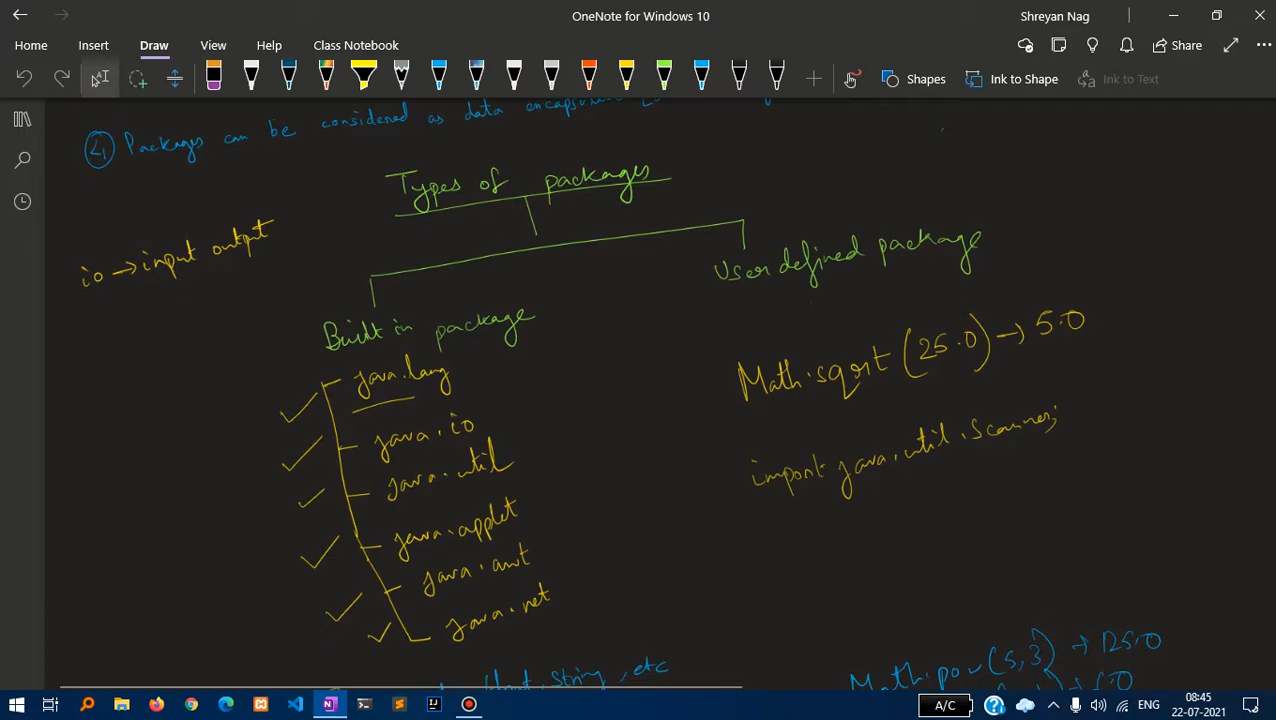 OneNote for Windows 10
Shreyan Nag
Home Insert Draw View Help Class Notebook
Share
Shapes Ink to Shape Ink to Text
④ Packages can be considered as data
Types of packages
io → input output
User defined package
Built in package
java.lang
java.io
java.util
java.applet
java.awt
java.net
Math.sqrt (25.0) → 5.0
import java.util.Scanner;
string, etc
Math.pow(5,3) → 125.0
A/C
ENG
08:45
22-07-2021